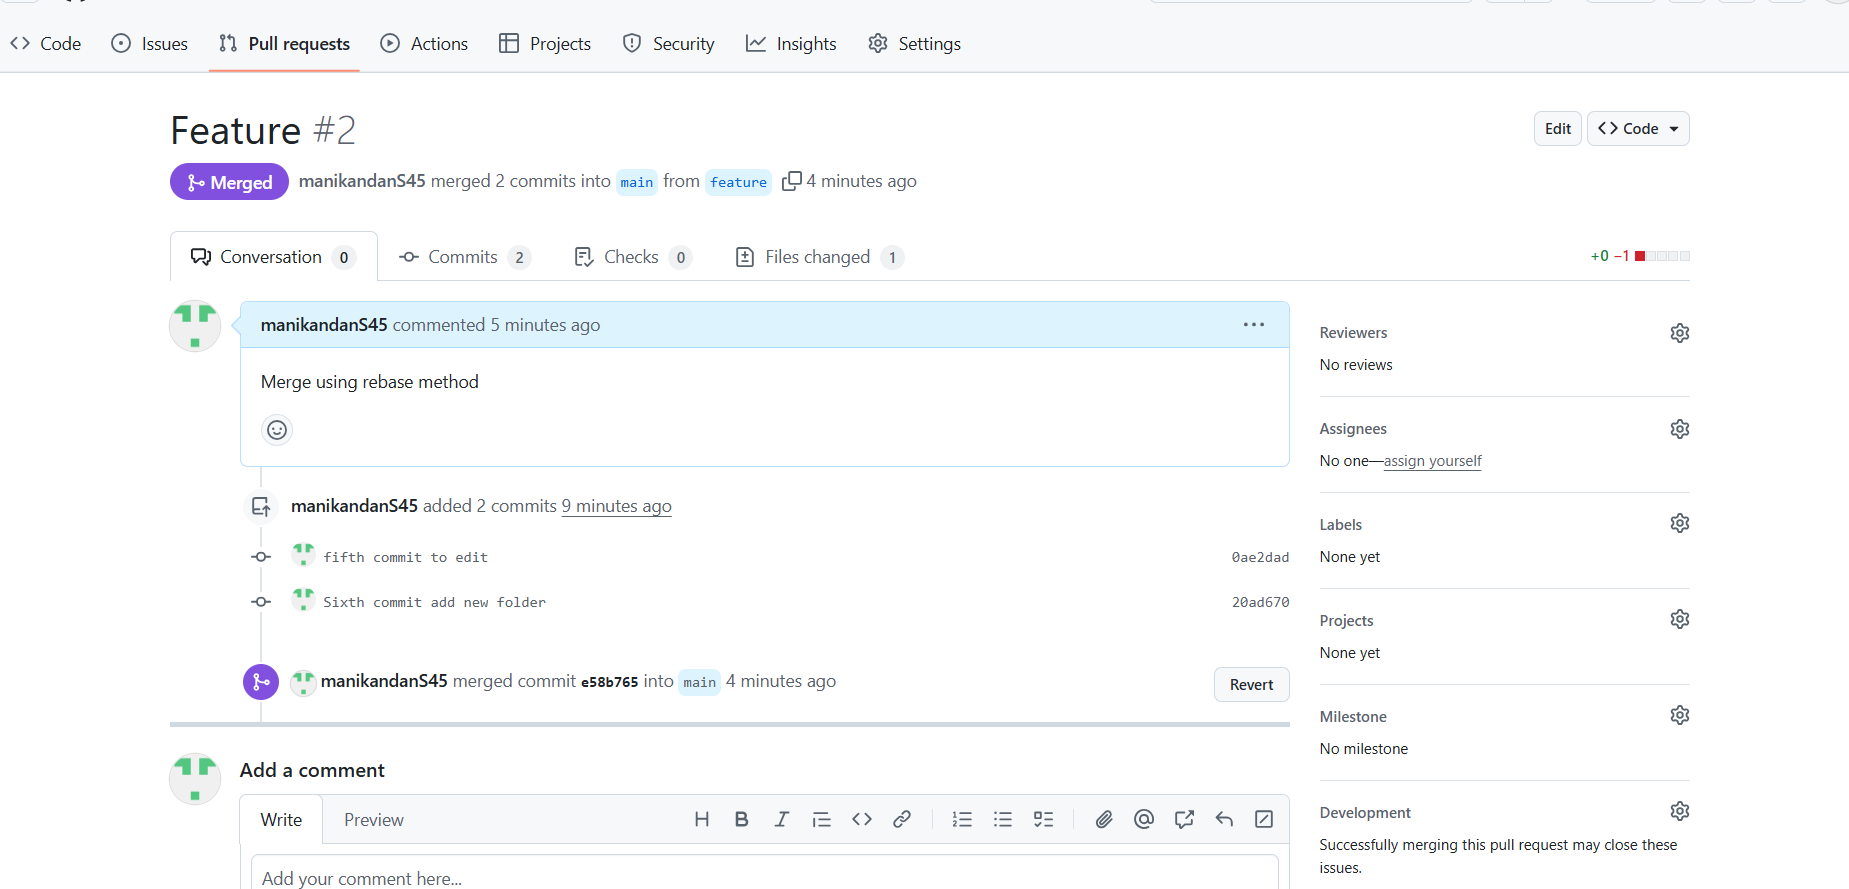 Code Issues Pull requests Actions Projects Security Insights Settings
Feature #2
Edit Code
Merged manikandanS45 merged 2 commits into main from feature 4 minutes ago
Conversation 0 Commits 2 Checks 0 Files changed 1
+0 −1
manikandanS45 commented 5 minutes ago
Merge using rebase method
manikandanS45 added 2 commits 9 minutes ago
fifth commit to edit 0ae2dad
Sixth commit add new folder 20ad670
manikandanS45 merged commit e58b765 into main 4 minutes ago
Revert
Add a comment
Write Preview
Add your comment here...
Reviewers
No reviews
Assignees
No one—assign yourself
Labels
None yet
Projects
None yet
Milestone
No milestone
Development
Successfully merging this pull request may close these
issues.